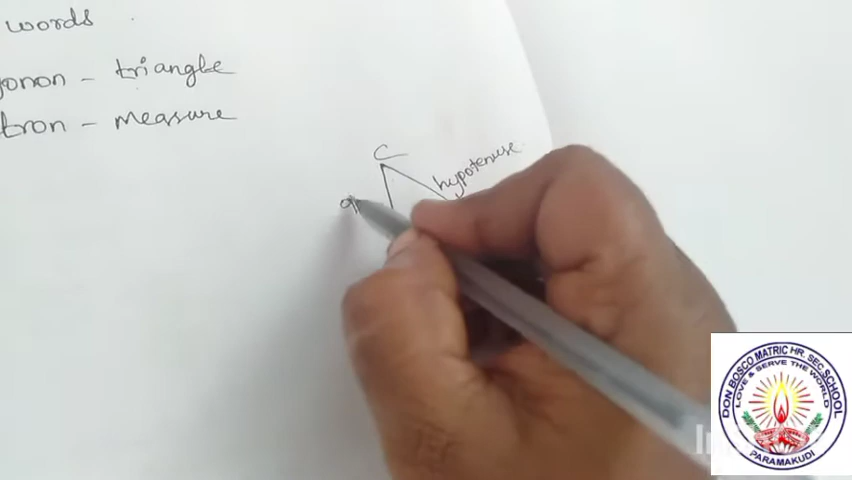 words
gonon - triangle
tron - measure
C
hypotenuse
DON BOSCO MATRIC HR. SEC. SCHOOL
LOVE & SERVE THE WORLD
PARAMAKUDI